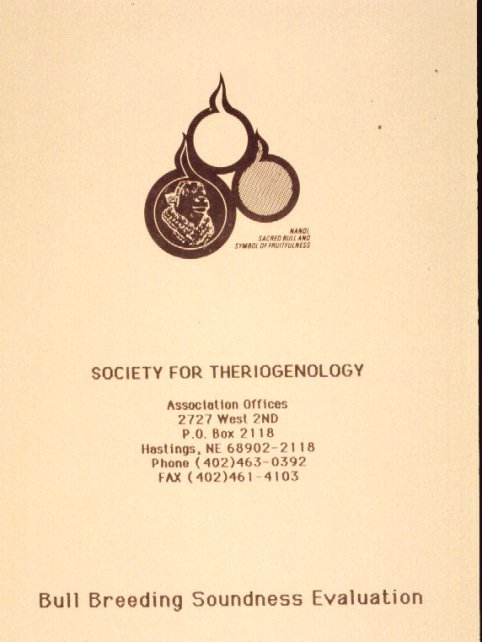 NANDI,
SACRED BULL AND
SYMBOL OF FRUITFULNESS
SOCIETY FOR THERIOGENOLOGY
Association Offices
2727 West 2ND
P.O. Box 2118
Hastings, NE 68902-2118
Phone (402)463-0392
FAX (402)461-4103
Bull Breeding Soundness Evaluation